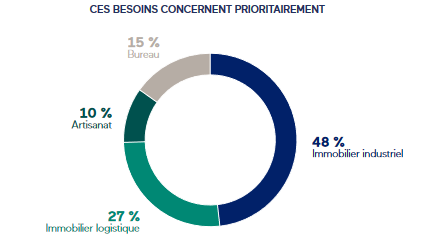 CES BESOINS CONCERNENT PRIORITAIREMENT
15 %
Bureau
10 %
Artisanat
48 %
Immobilier industriel
27 %
Immobilier logistique